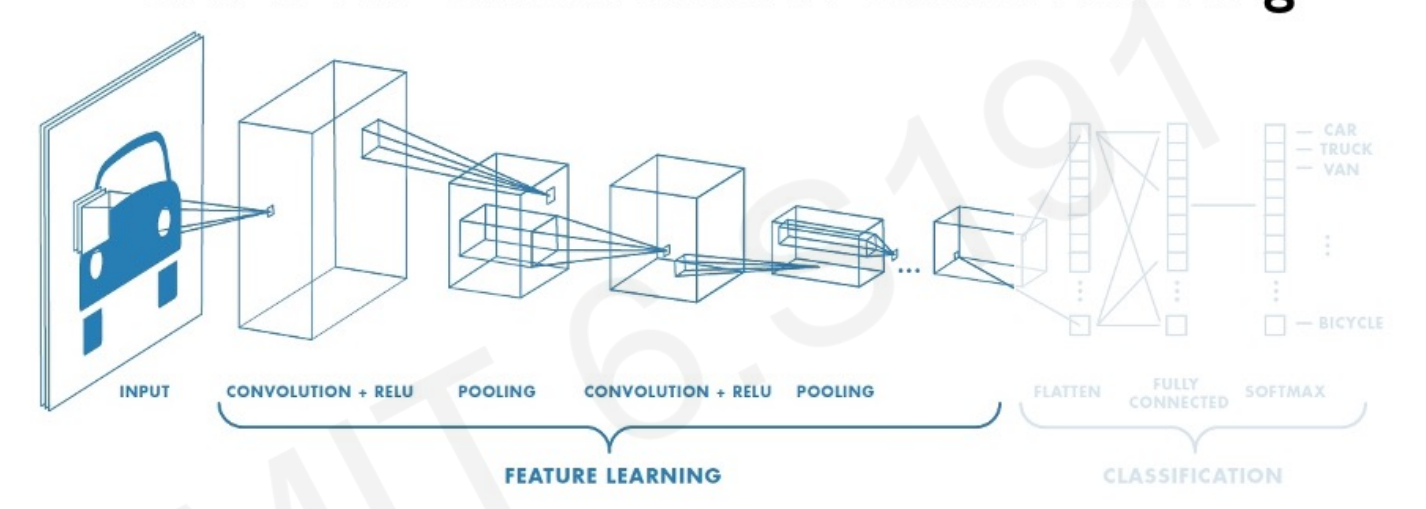 CAR
TRUCK
VAN
BICYCLE
INPUT
CONVOLUTION + RELU
POOLING
CONVOLUTION + RELU
POOLING
FLATTEN
FULLY
CONNECTED
SOFTMAX
FEATURE LEARNING
CLASSIFICATION
MIT 6.S191